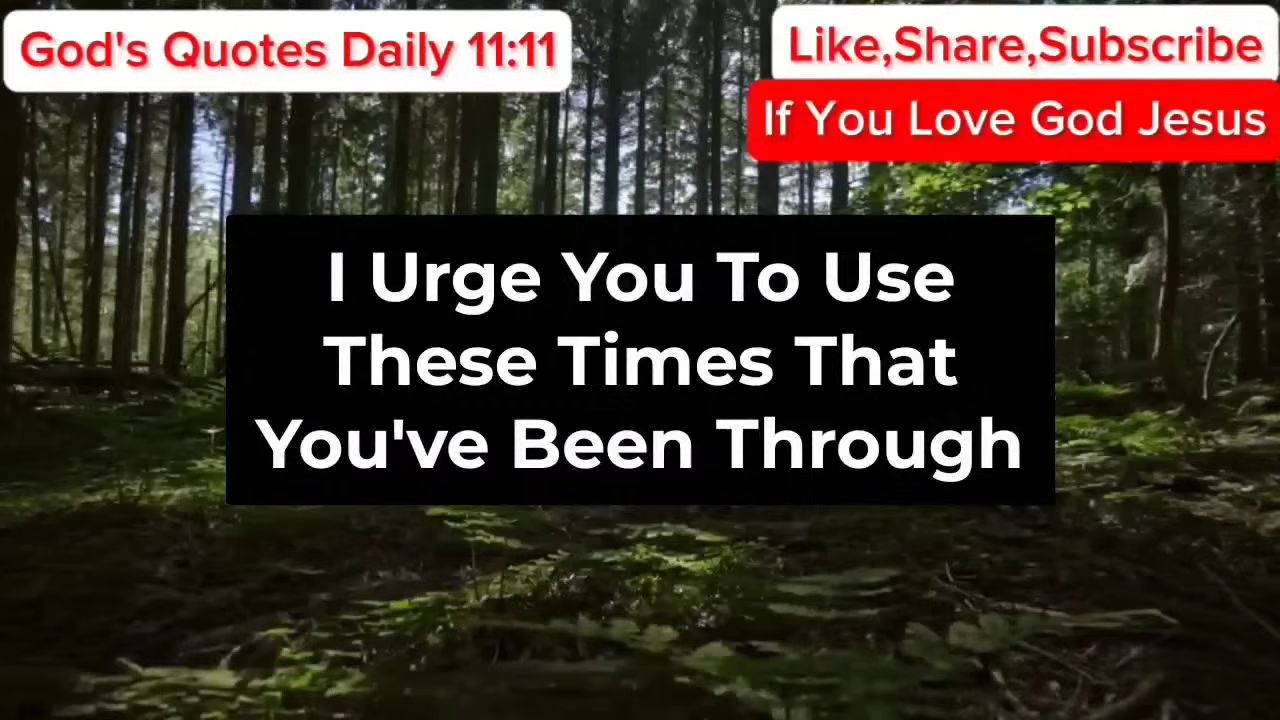 God's Quotes Daily 11:11
Like,Share,Subscribe
If You Love God Jesus
I Urge You To Use
These Times That
You've Been Through